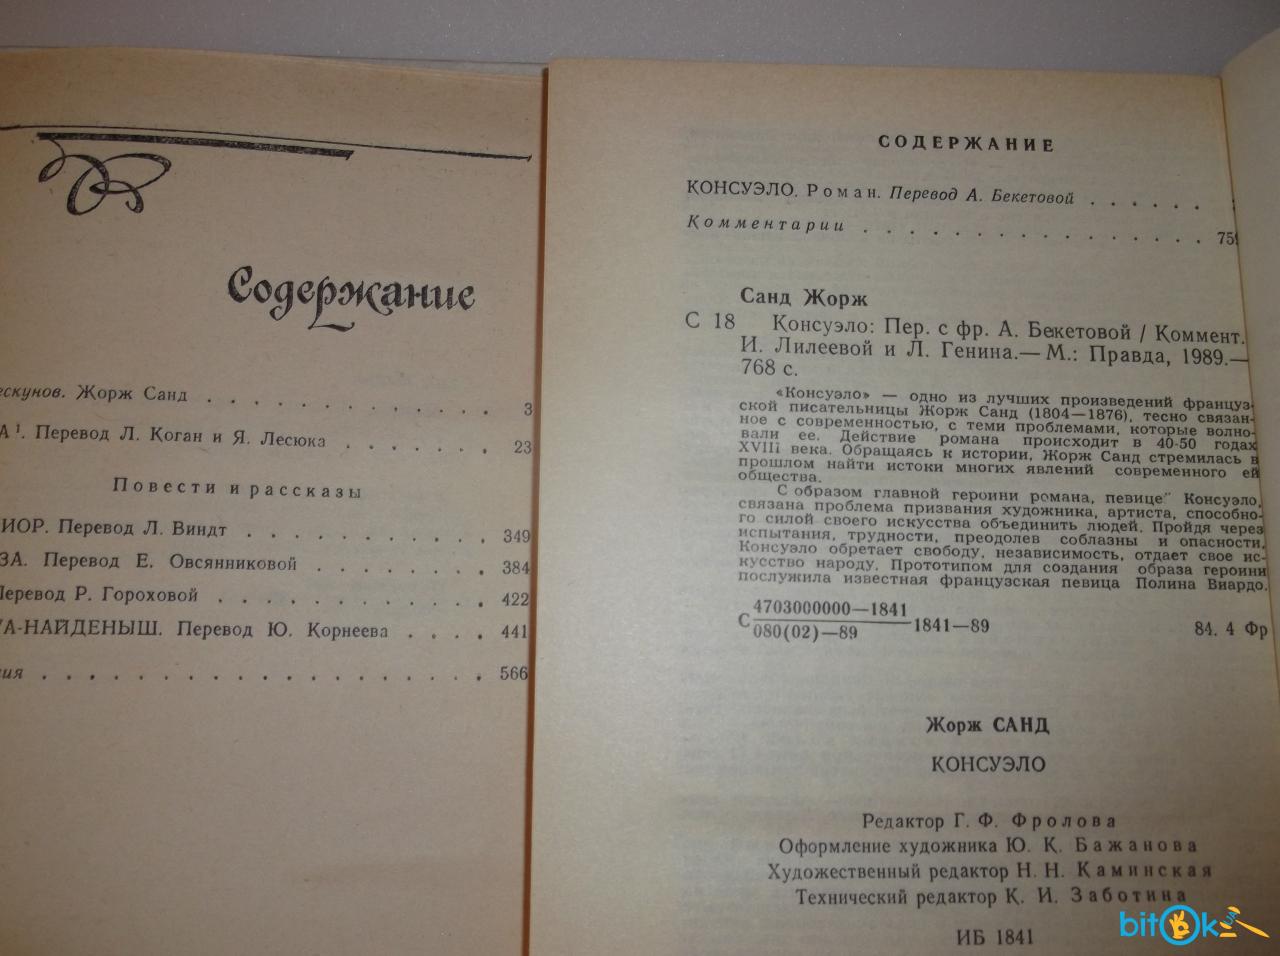 Содержание
ескунов. Жорж Санд . . . . . . . . . . 3
А¹. Перевод Л. Коган и Я. Лесюка . . . . . . 23
Повести и рассказы
ИОР. Перевод Л. Виндт . . . . . . . . . 349
ЗА. Перевод Е. Овсянниковой . . . . . . . 384
Перевод Р. Гороховой . . . . . . . . . . 422
А-НАЙДЕНЫШ. Перевод Ю. Корнеева . . . . 441
ия . . . . . . . . . . . . . . . . . 566
СОДЕРЖАНИЕ
КОНСУЭЛО. Роман. Перевод А. Бекетовой . . . . . .
Комментарии . . . . . . . . . . . . . . . . 759
Санд Жорж
С 18 Консуэло: Пер. с фр. А. Бекетовой / Коммент.
И. Лилеевой и Л. Генина.— М.: Правда, 1989.—
768 с.
«Консуэло» — одно из лучших произведений француз-
ской писательницы Жорж Санд (1804—1876), тесно связан-
ное с современностью, с теми проблемами, которые волно-
вали ее. Действие романа происходит в 40-50 годах
XVIII века. Обращаясь к истории, Жорж Санд стремилась в
прошлом найти истоки многих явлений современного ей
общества.
С образом главной героини романа, певицей Консуэло,
связана проблема призвания художника, артиста, способно-
го силой своего искусства объединить людей. Пройдя через
испытания, трудности, преодолев соблазны и опасности,
Консуэло обретает свободу, независимость, отдает свое ис-
кусство народу. Прототипом для создания образа героини
послужила известная французская певица Полина Виардо.
С 4703000000—1841
080(02)—89 1841—89 84. 4 Фр
Жорж САНД
КОНСУЭЛО
Редактор Г. Ф. Фролова
Оформление художника Ю. К. Бажанова
Художественный редактор Н. Н. Каминская
Технический редактор К. И. Заботина
ИБ 1841
bitOk UA